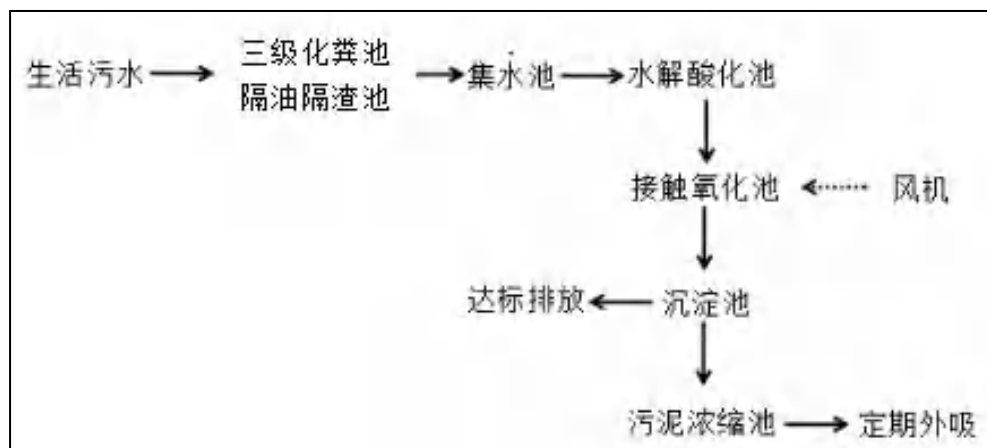 生活污水
三级化粪池
隔油隔渣池
集水池
水解酸化池
接触氧化池
风机
达标排放
沉淀池
污泥浓缩池
定期外吸